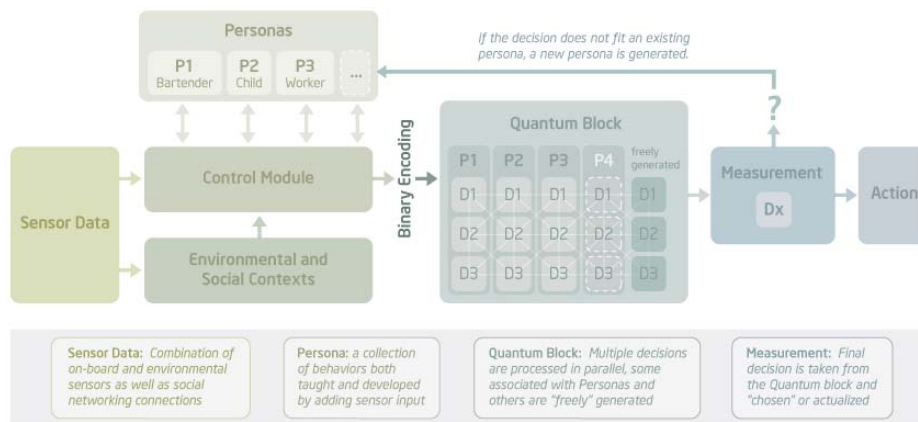 Personas
If the decision does not fit an existing
persona, a new persona is generated.
P1
Bartender
P2
Child
P3
Worker
...
?
Sensor Data
Control Module
Environmental and
Social Contexts
Binary Encoding
Quantum Block
P1 P2 P3 P4
freely
generated
D1 D1 D1 D1 D1
D2 D2 D2 D2 D2
D3 D3 D3 D3 D3
Measurement
Dx
Action
Sensor Data: Combination of
on-board and environmental
sensors as well as social
networking connections
Persona: a collection
of behaviors both
taught and developed
by adding sensor input
Quantum Block: Multiple decisions
are processed in parallel, some
associated with Personas and
others are "freely" generated
Measurement: Final
decision is taken from
the Quantum block and
"chosen" or actualized